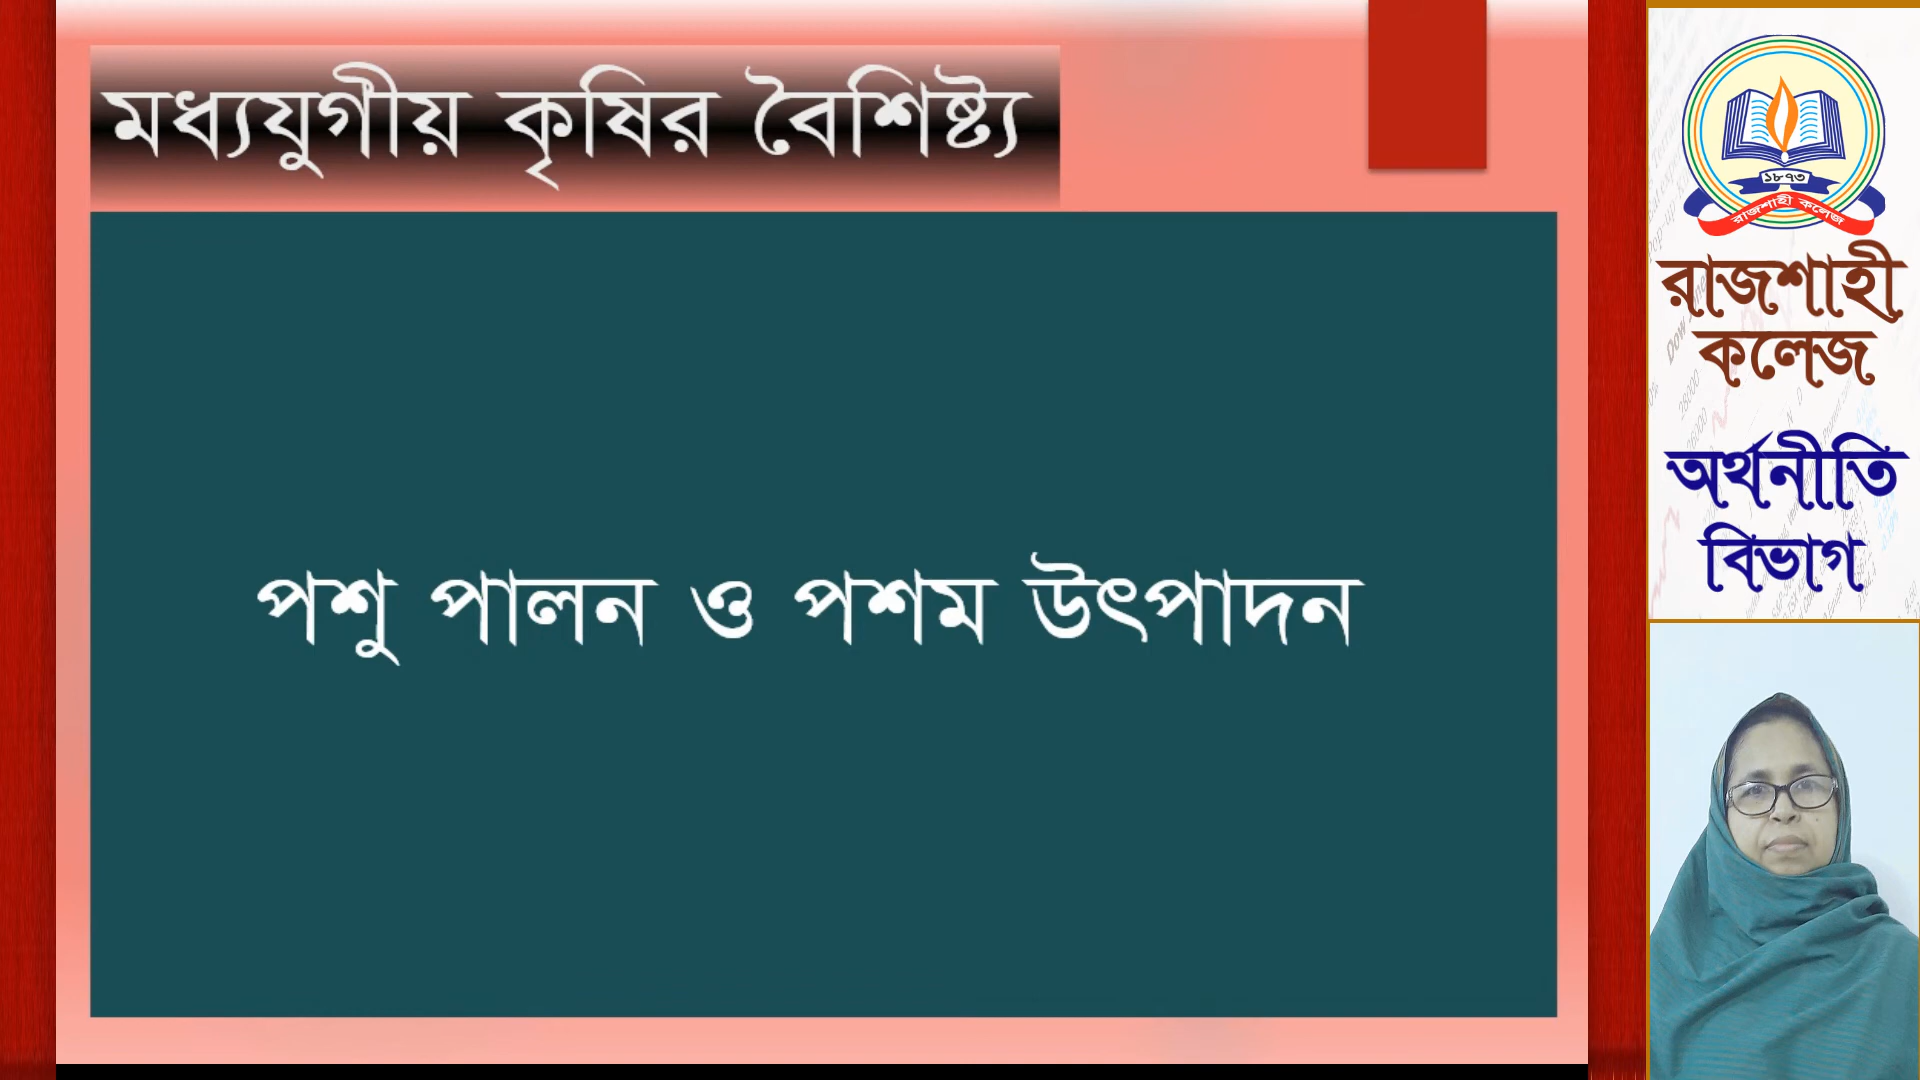 মধ্যযুগীয় কৃষির বৈশিষ্ট্য
পশু পালন ও পশম উৎপাদন
১৮৭৩
রাজশাহী কলেজ
রাজশাহী
কলেজ
অর্থনীতি
বিভাগ